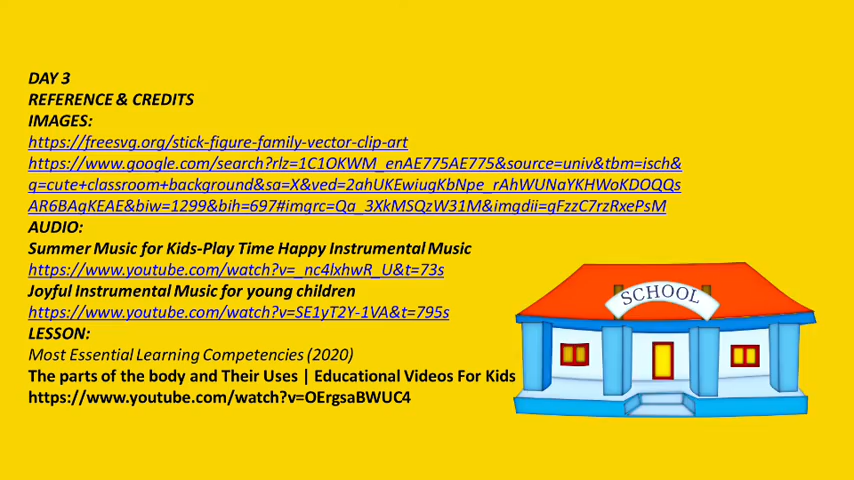 DAY 3
REFERENCE & CREDITS
IMAGES:
https://freesvg.org/stick-figure-family-vector-clip-art
https://www.google.com/search?rlz=1C1OKWM_enAE775AE775&source=univ&tbm=isch&
q=cute+classroom+background&sa=X&ved=2ahUKEwiugKbNpe_rAhWUNaYKHWoKDOQQs
AR6BAgKEAE&biw=1299&bih=697#imgrc=Qa_3XkMSQzW31M&imgdii=gFzzC7rzRxePsM
AUDIO:
Summer Music for Kids-Play Time Happy Instrumental Music
https://www.youtube.com/watch?v=_nc4lxhwR_U&t=73s
Joyful Instrumental Music for young children
https://www.youtube.com/watch?v=SE1yT2Y-1VA&t=795s
LESSON:
Most Essential Learning Competencies (2020)
The parts of the body and Their Uses | Educational Videos For Kids
https://www.youtube.com/watch?v=OErgsaBWUC4
SCHOOL